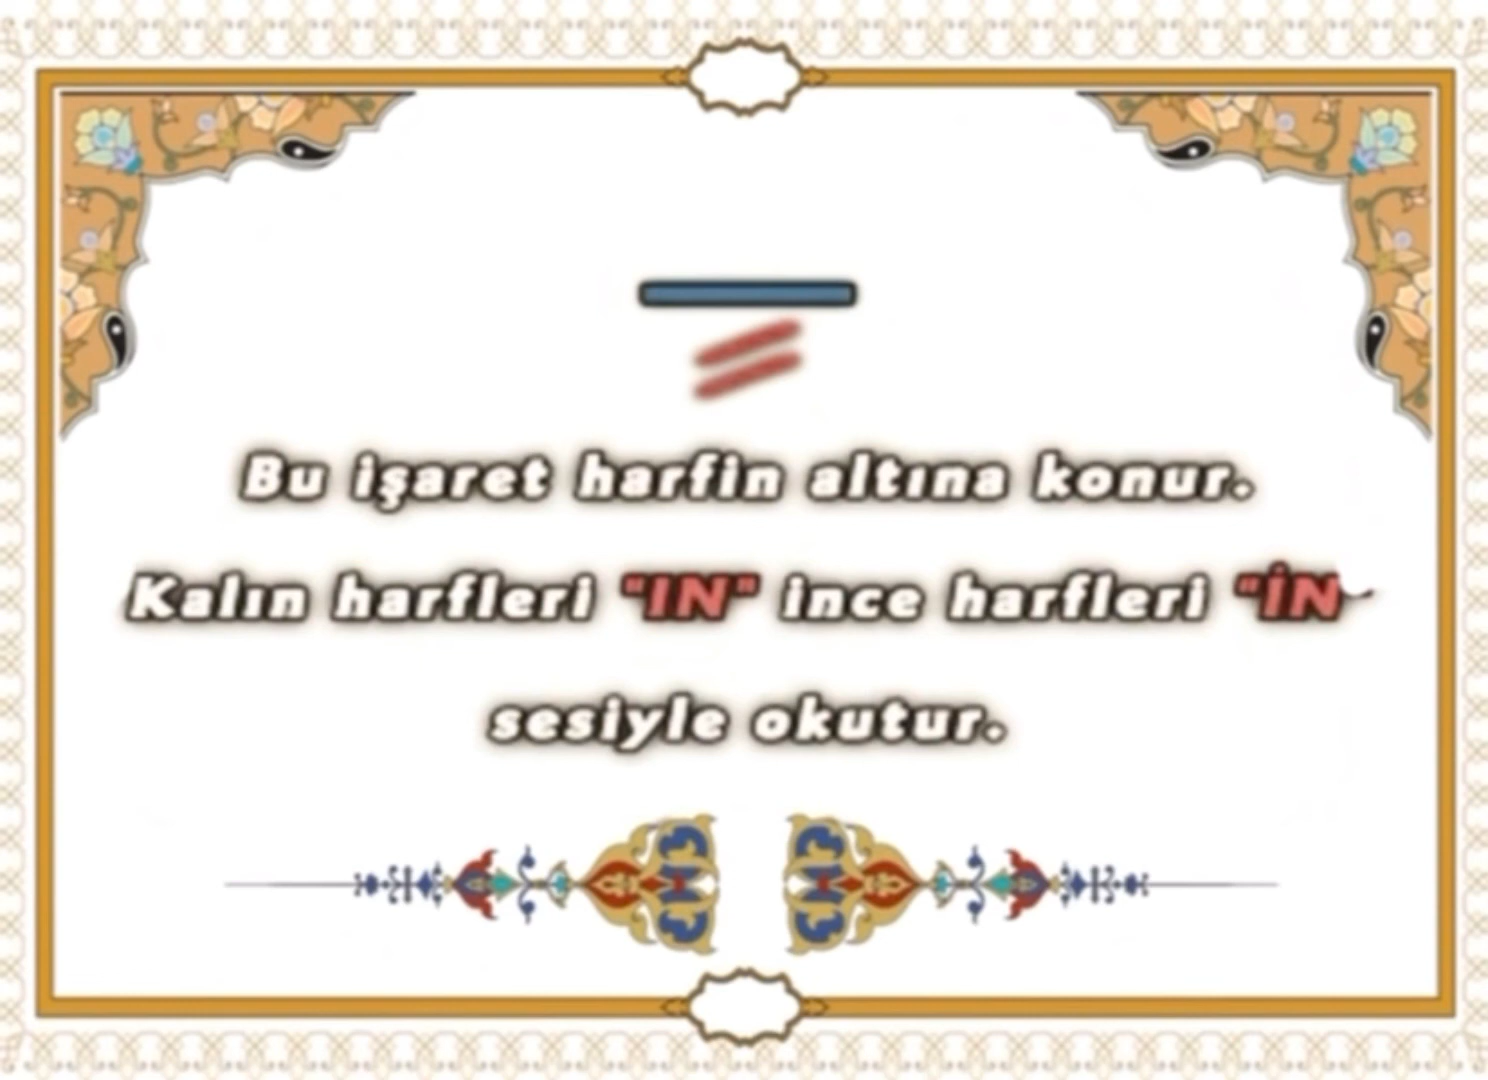 Bu işaret harfin altına konur.
Kalın harfleri "IN" ince harfleri "İN
sesiyle okutur.